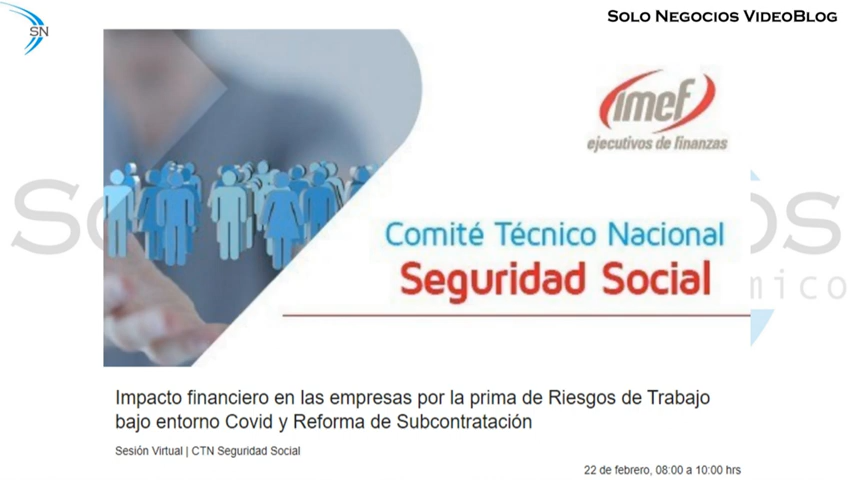 SN
SOLO NEGOCIOS VIDEOBLOG
imef
ejecutivos de finanzas
Comité Técnico Nacional
Seguridad Social
Impacto financiero en las empresas por la prima de Riesgos de Trabajo
bajo entorno Covid y Reforma de Subcontratación
Sesión Virtual | CTN Seguridad Social
22 de febrero, 08:00 a 10:00 hrs